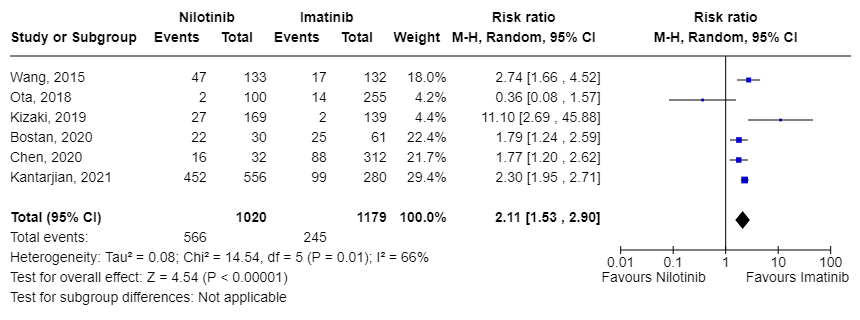 Nilotinib Imatinib Risk ratio Risk ratio
Study or Subgroup Events Total Events Total Weight M-H, Random, 95% CI M-H, Random, 95% CI
Wang, 2015 47 133 17 132 18.0% 2.74 [1.66 , 4.52]
Ota, 2018 2 100 14 255 4.2% 0.36 [0.08 , 1.57]
Kizaki, 2019 27 169 2 139 4.4% 11.10 [2.69 , 45.88]
Bostan, 2020 22 30 25 61 22.4% 1.79 [1.24 , 2.59]
Chen, 2020 16 32 88 312 21.7% 1.77 [1.20 , 2.62]
Kantarjian, 2021 452 556 99 280 29.4% 2.30 [1.95 , 2.71]
Total (95% CI) 1020 1179 100.0% 2.11 [1.53 , 2.90]
Total events: 566 245
Heterogeneity: Tau² = 0.08; Chi² = 14.54, df = 5 (P = 0.01); I² = 66%
Test for overall effect: Z = 4.54 (P < 0.00001)
Test for subgroup differences: Not applicable
0.01 0.1 1 10 100
Favours Nilotinib Favours Imatinib